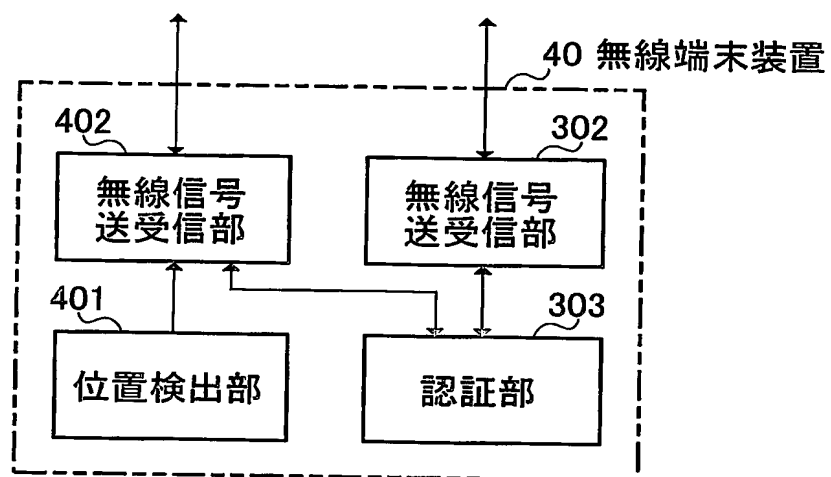 40 無線端末装置
402
無線信号
送受信部
302
無線信号
送受信部
401
位置検出部
303
認証部